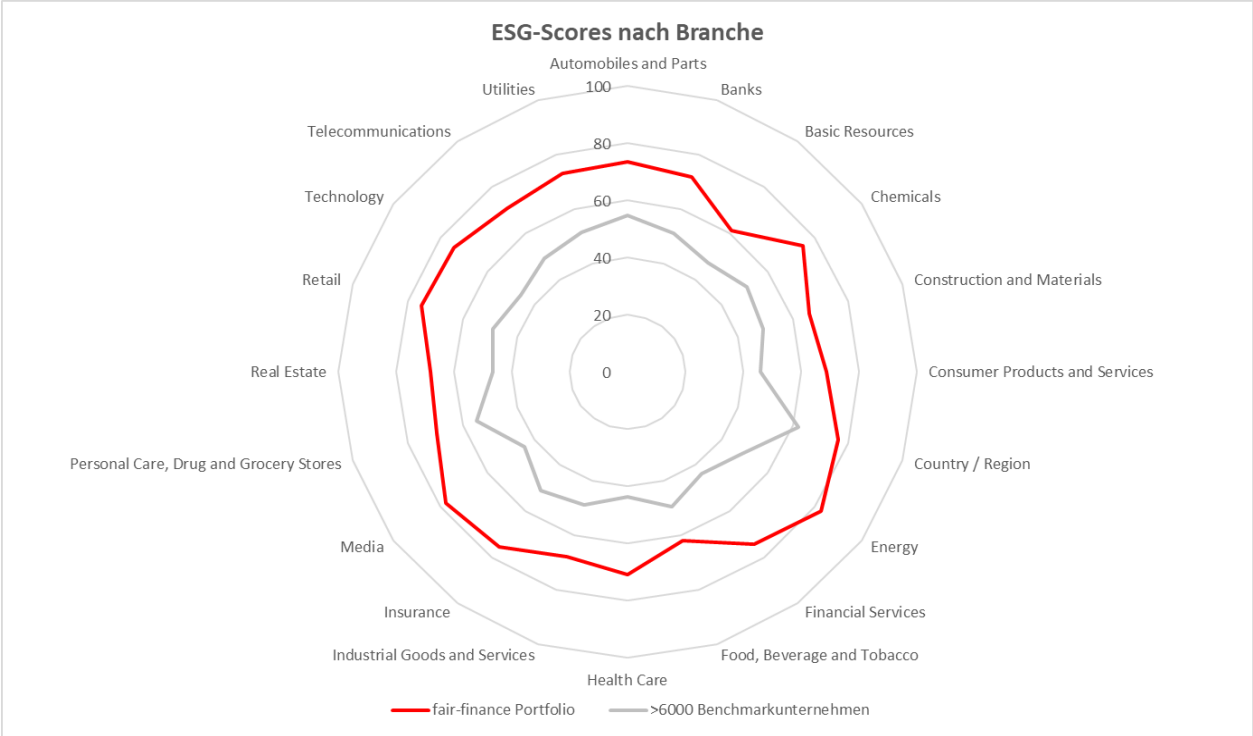 ESG-Scores nach Branche
Automobiles and Parts
Banks
Basic Resources
Chemicals
Construction and Materials
Consumer Products and Services
Country / Region
Energy
Financial Services
Food, Beverage and Tobacco
Health Care
Industrial Goods and Services
Insurance
Media
Personal Care, Drug and Grocery Stores
Real Estate
Retail
Technology
Telecommunications
Utilities
100
80
60
40
20
0
fair-finance Portfolio
>6000 Benchmarkunternehmen